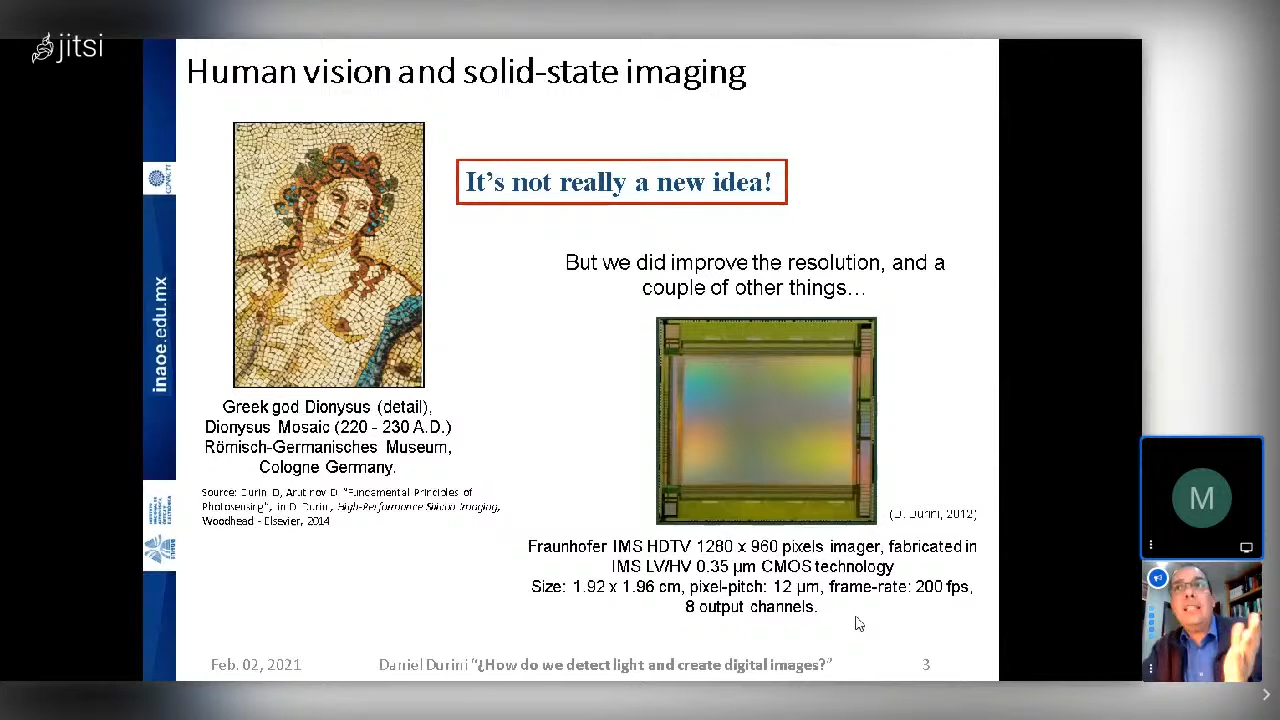 jitsi
Human vision and solid-state imaging
It's not really a new idea!
But we did improve the resolution, and a
couple of other things...
Greek god Dionysus (detail),
Dionysus Mosaic (220 - 230 A.D.)
Römisch-Germanisches Museum,
Cologne Germany.
Source: Durini D, Arutinov D "Fundamental Principles of
Photosensing", in D. Durini, High-Performance Silicon Imaging,
Woodhead - Elsevier, 2014
(D. Durini, 2012)
Fraunhofer IMS HDTV 1280 x 960 pixels imager, fabricated in
IMS LV/HV 0.35 µm CMOS technology
Size: 1.92 x 1.96 cm, pixel-pitch: 12 µm, frame-rate: 200 fps,
8 output channels.
inaoe.edu.mx
CONACYT
M
Feb. 02, 2021
Daniel Durini "¿How do we detect light and create digital images?"
3